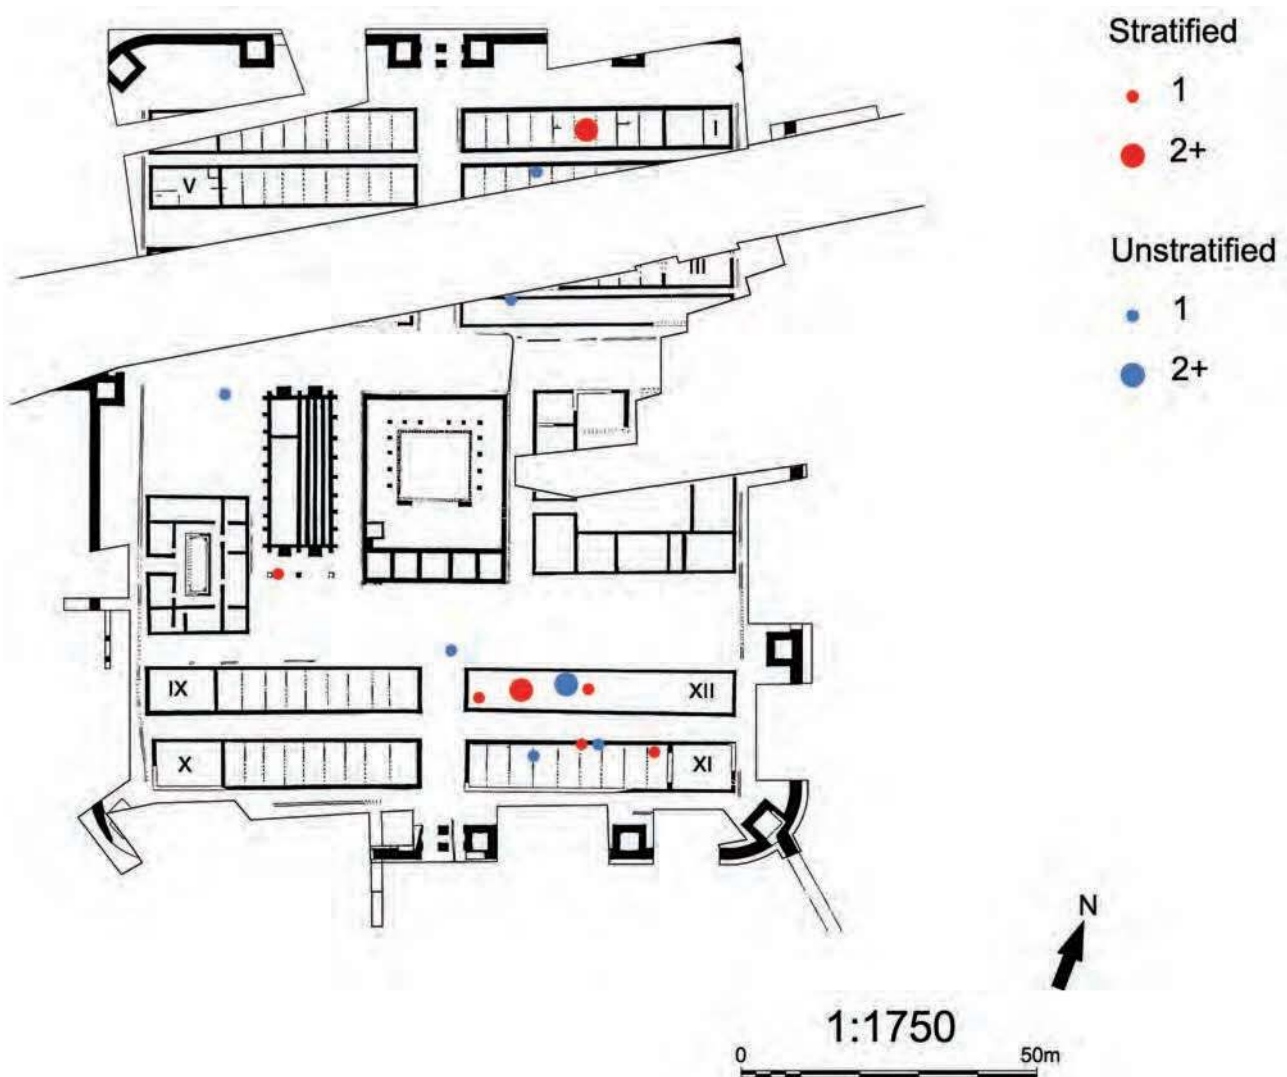 Stratified
1
2+
Unstratified
1
2+
I
V
III
IX
XII
X
XI
N
1:1750
0 50m